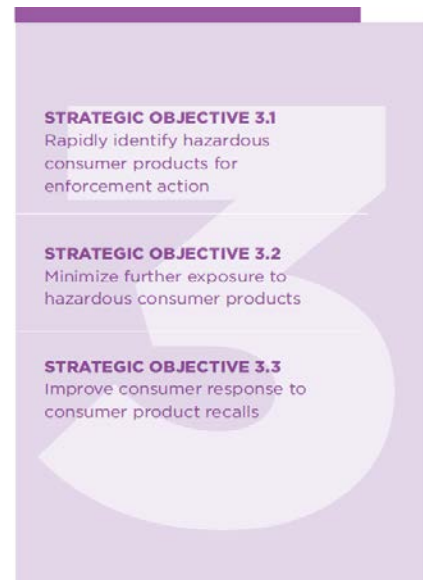 STRATEGIC OBJECTIVE 3.1
Rapidly identify hazardous
consumer products for
enforcement action
STRATEGIC OBJECTIVE 3.2
Minimize further exposure to
hazardous consumer products
STRATEGIC OBJECTIVE 3.3
Improve consumer response to
consumer product recalls
3